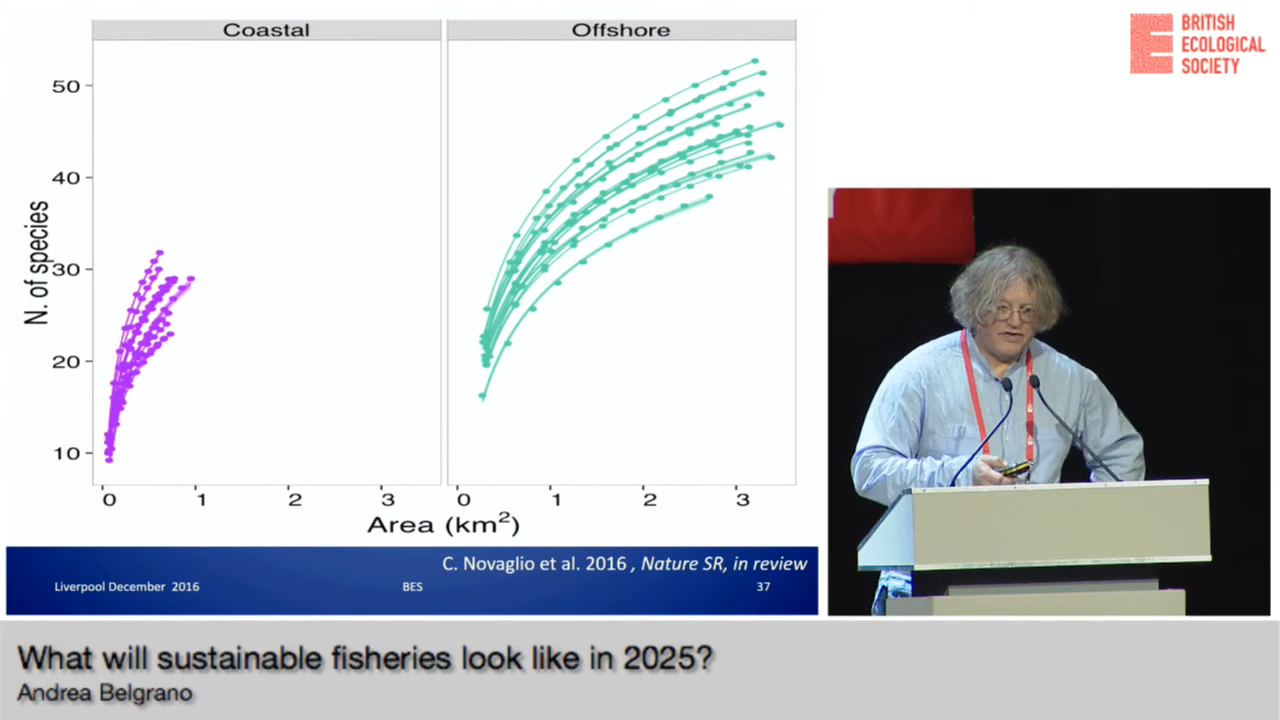 Coastal
Offshore
50
40
30
20
10
N. of species
0 1 2 3
0 1 2 3
Area (km²)
C. Novaglio et al. 2016 , Nature SR, in review
Liverpool December 2016
BES
37
BRITISH
ECOLOGICAL
SOCIETY
What will sustainable fisheries look like in 2025?
Andrea Belgrano